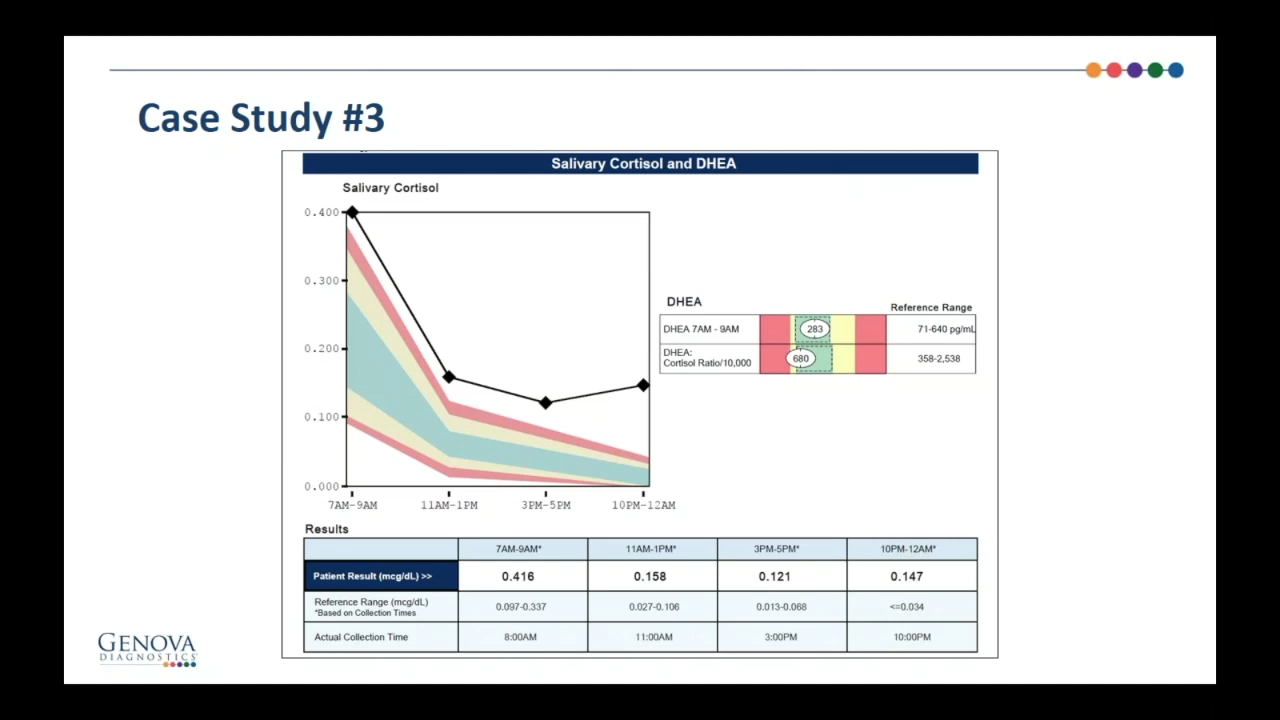 Case Study #3
Salivary Cortisol and DHEA
Salivary Cortisol
0.400
0.300
0.200
0.100
0.000
7AM-9AM 11AM-1PM 3PM-5PM 10PM-12AM
DHEA
Reference Range
DHEA 7AM - 9AM 283 71-640 pg/mL
DHEA:
Cortisol Ratio/10,000 680 358-2,538
Results
7AM-9AM* 11AM-1PM* 3PM-5PM* 10PM-12AM*
Patient Result (mcg/dL) >> 0.416 0.158 0.121 0.147
Reference Range (mcg/dL) 0.097-0.337 0.027-0.106 0.013-0.068 <=0.034
*Based on Collection Times
Actual Collection Time 8:00AM 11:00AM 3:00PM 10:00PM
GENOVA
DIAGNOSTICS